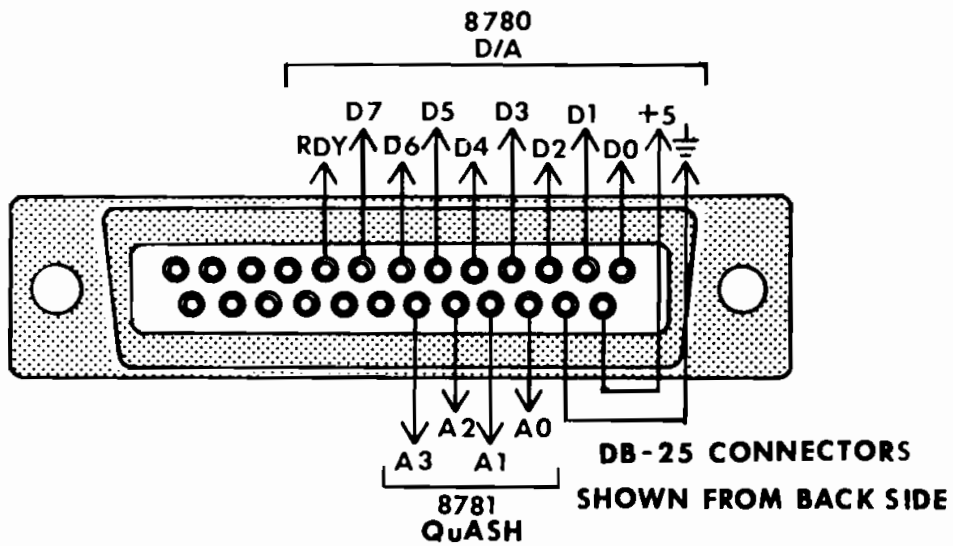 8780
D/A
D7 D5 D3 D1 +5
RDY D6 D4 D2 D0
A2 A0
A3 A1
8781
QuASH
DB-25 CONNECTORS
SHOWN FROM BACK SIDE